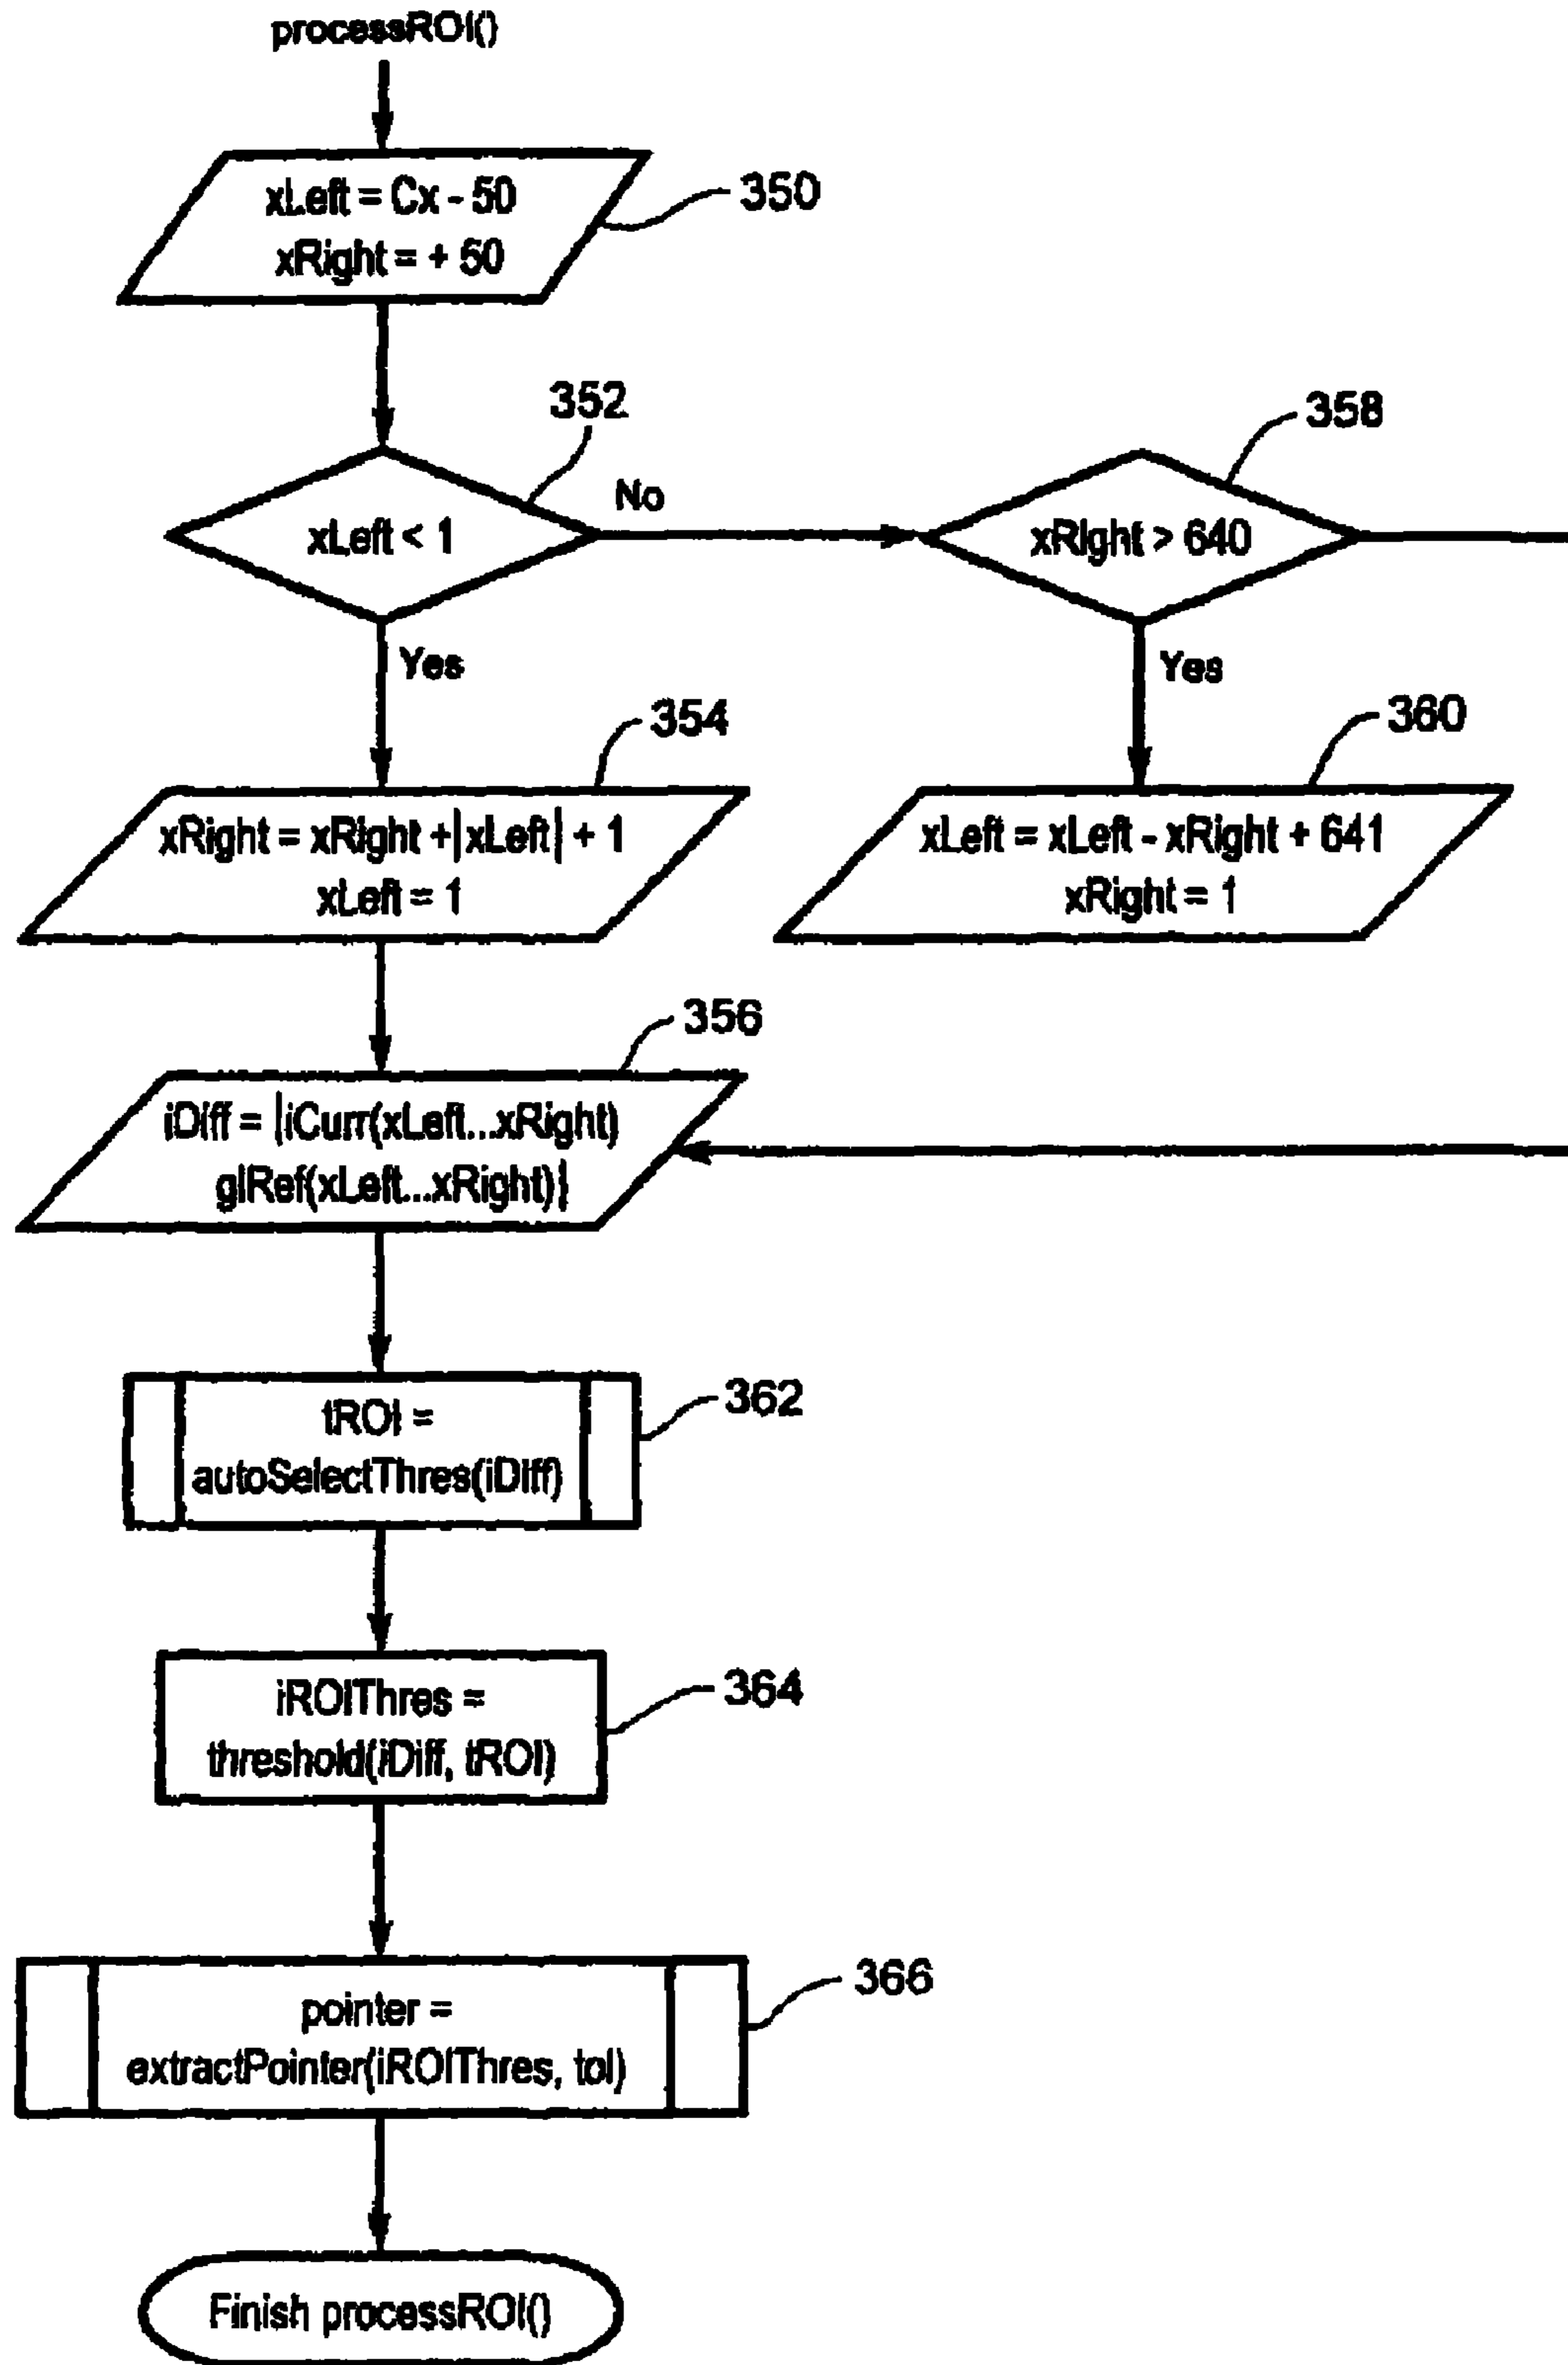 processROI()
xLeft = Cx - 50
xRight = + 50
350
352
xLeft < 1
No
358
xRight > 640
Yes
Yes
354
xRight = xRight +|xLeft| + 1
xLeft = 1
360
xLeft = xLeft - xRight + 641
xRight = 1
356
iDiff = |iCurr(xLeft...xRight)
glRef(xLeft...xRight)|
tROI =
autoSelectThres(iDiff)
362
iROIThres =
threshold(iDiff, tROI)
364
pointer =
extractPointer(iROIThres, tol)
366
Finish processROI()